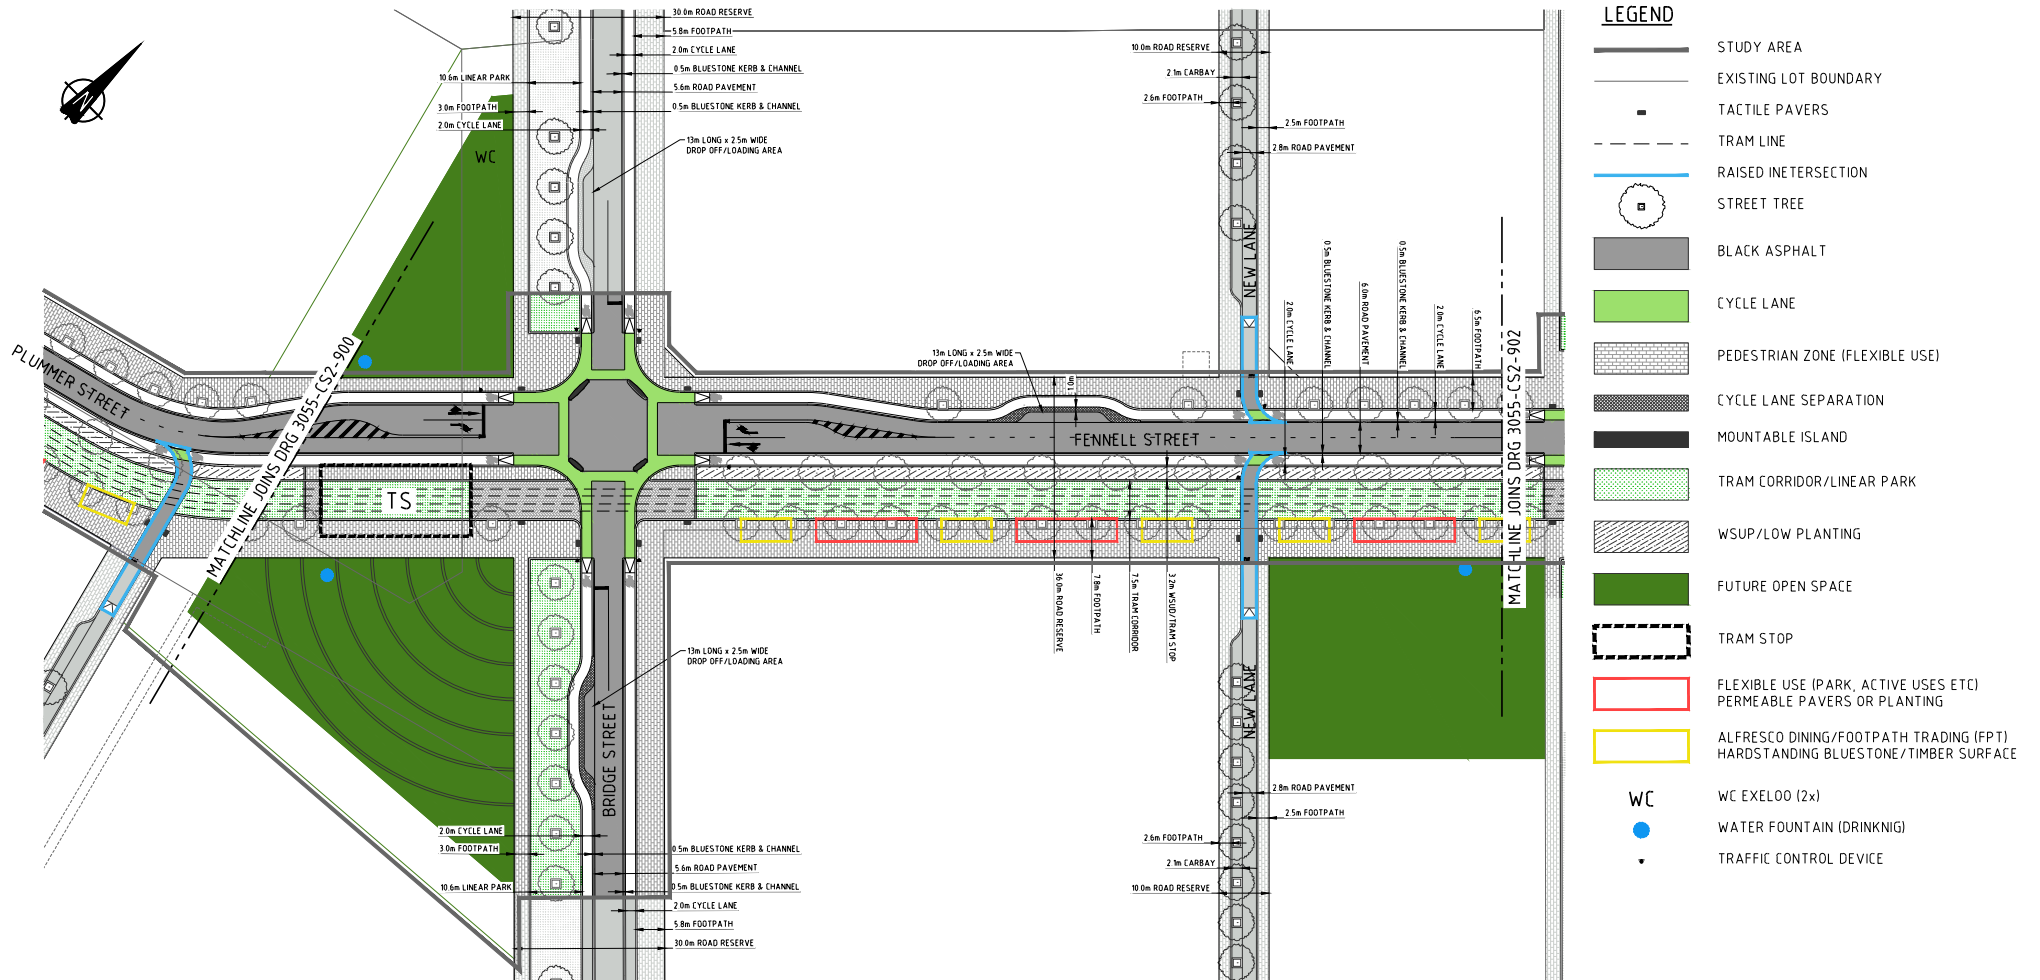 30.0m ROAD RESERVE
5.8m FOOTPATH
2.0m CYCLE LANE
0.5m BLUESTONE KERB & CHANNEL
10.6m LINEAR PARK
5.6m ROAD PAVEMENT
3.0m FOOTPATH
0.5m BLUESTONE KERB & CHANNEL
2.0m CYCLE LANE
13m LONG x 2.5m WIDE
DROP OFF/LOADING AREA
WC
N
10.0m ROAD RESERVE
2.1m CARBAY
2.6m FOOTPATH
2.5m FOOTPATH
2.8m ROAD PAVEMENT
NEW LANE
0.5m BLUESTONE KERB & CHANNEL
6.0m ROAD PAVEMENT
0.5m BLUESTONE KERB & CHANNEL
2.0m CYCLE LANE
2.0m CYCLE LANE
6.5m FOOTPATH
PLUMMER STREET
MATCHLINE JOINS DRG 3055-CS2-900
13m LONG x 2.5m WIDE
DROP OFF/LOADING AREA
1.0m
FENNELL STREET
MATCHLINE JOINS DRG 3055-CS2-902
TS
36.0m ROAD RESERVE
7.8m FOOTPATH
7.5m TRAM CORRIDOR
3.2m WSUD/TRAM STOP
13m LONG x 2.5m WIDE
DROP OFF/LOADING AREA
BRIDGE STREET
NEW LANE
2.8m ROAD PAVEMENT
2.5m FOOTPATH
2.6m FOOTPATH
2.1m CARBAY
10.0m ROAD RESERVE
2.0m CYCLE LANE
3.0m FOOTPATH
0.5m BLUESTONE KERB & CHANNEL
5.6m ROAD PAVEMENT
10.6m LINEAR PARK
0.5m BLUESTONE KERB & CHANNEL
2.0m CYCLE LANE
5.8m FOOTPATH
30.0m ROAD RESERVE
LEGEND
STUDY AREA
EXISTING LOT BOUNDARY
TACTILE PAVERS
TRAM LINE
RAISED INETERSECTION
STREET TREE
BLACK ASPHALT
CYCLE LANE
PEDESTRIAN ZONE (FLEXIBLE USE)
CYCLE LANE SEPARATION
MOUNTABLE ISLAND
TRAM CORRIDOR/LINEAR PARK
WSUP/LOW PLANTING
FUTURE OPEN SPACE
TRAM STOP
FLEXIBLE USE (PARK, ACTIVE USES ETC)
PERMEABLE PAVERS OR PLANTING
ALFRESCO DINING/FOOTPATH TRADING (FPT)
HARDSTANDING BLUESTONE/TIMBER SURFACE
WC WC EXELOO (2x)
WATER FOUNTAIN (DRINKNIG)
TRAFFIC CONTROL DEVICE